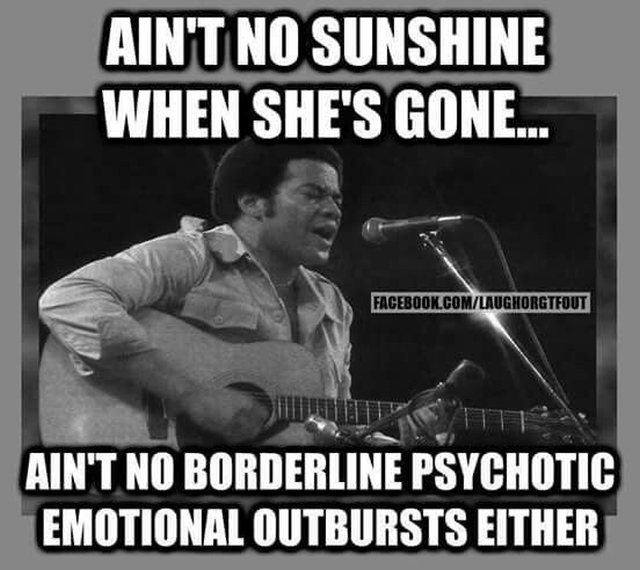 AIN'T NO SUNSHINE
WHEN SHE'S GONE...
FACEBOOK.COM/LAUGHORGTFOUT
AIN'T NO BORDERLINE PSYCHOTIC
EMOTIONAL OUTBURSTS EITHER